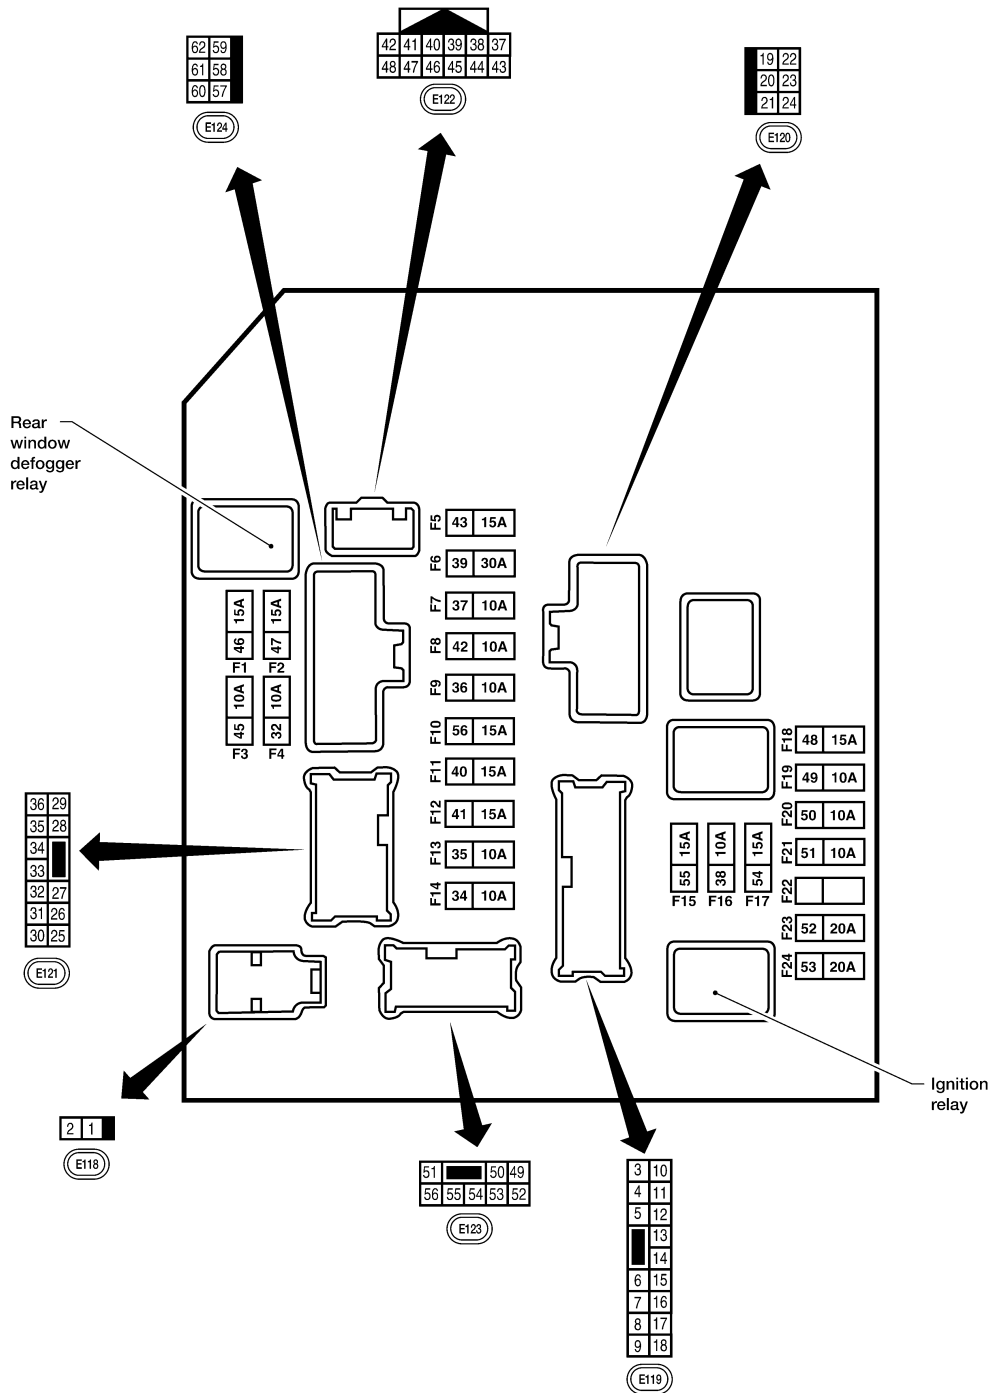 62 59
61 58
60 57
E124
42 41 40 39 38 37
48 47 46 45 44 43
E122
19 22
20 23
21 24
E120
Rear
window
defogger
relay
F5 43 15A
F6 39 30A
F7 37 10A
F8 42 10A
F9 36 10A
F10 56 15A
F11 40 15A
F12 41 15A
F13 35 10A
F14 34 10A
46 15A
F1
47 15A
F2
45 10A
F3
32 10A
F4
55 15A
F15
38 10A
F16
54 15A
F17
F18 48 15A
F19 49 10A
F20 50 10A
F21 51 10A
F22
F23 52 20A
F24 53 20A
36 29
35 28
34
33
32 27
31 26
30 25
E121
Ignition
relay
2 1
E118
51 50 49
56 55 54 53 52
E123
3 10
4 11
5 12
13
14
6 15
7 16
8 17
9 18
E119